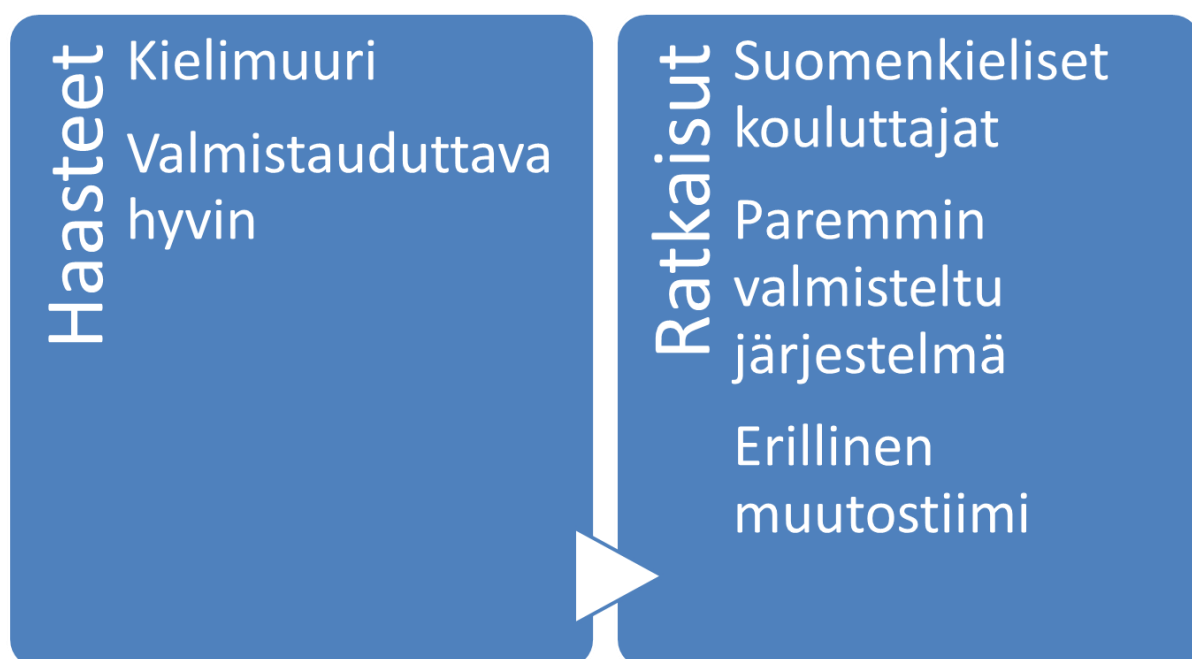 Haasteet
Kielimuuri
Valmistauduttava
hyvin
Ratkaisut
Suomenkieliset
kouluttajat
Paremmin
valmisteltu
järjestelmä
Erillinen
muutostiimi